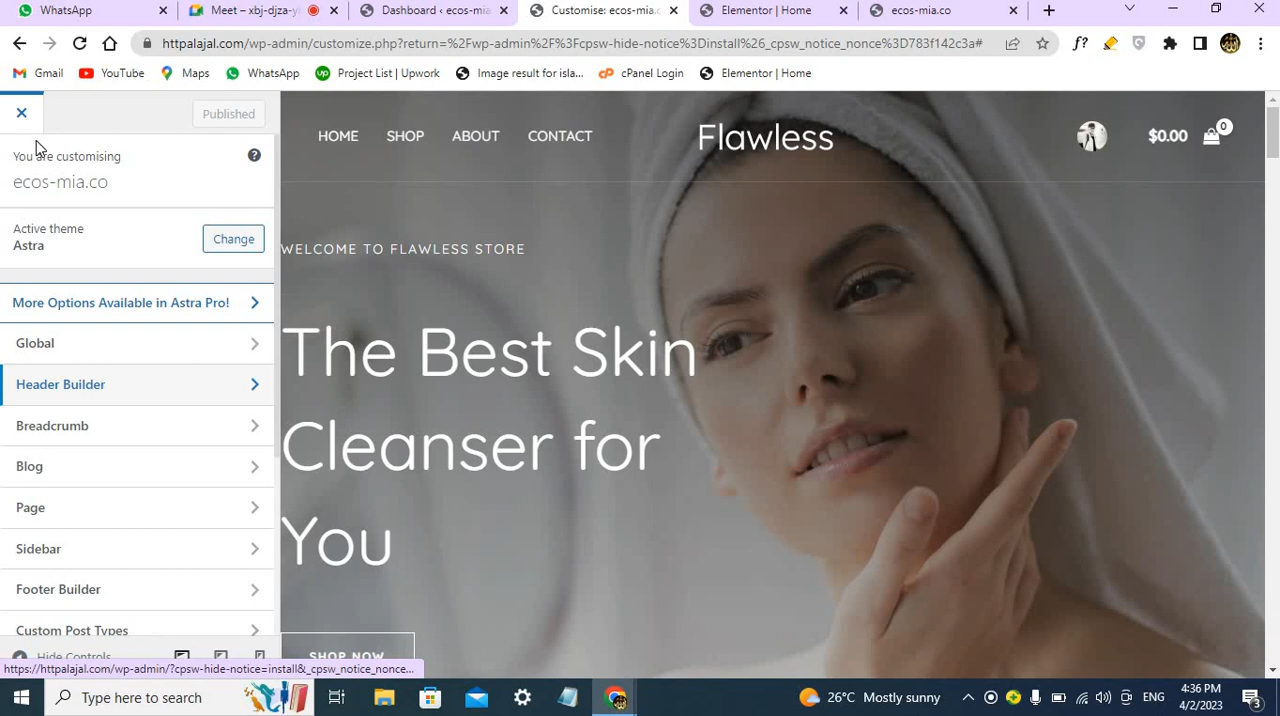 WhatsApp
Meet – xbj-djza-y
Dashboard ‹ ecos-mia
Customise: ecos-mia.c
Elementor | Home
ecos-mia.co
httpalajal.com/wp-admin/customize.php?return=%2Fwp-admin%2F%3Fcpsw-hide-notice%3Dinstall%26_cpsw_notice_nonce%3D783f142c3a#
f?
Gmail
YouTube
Maps
WhatsApp
Project List | Upwork
Image result for isla...
cPanel Login
Elementor | Home
Published
You are customising
ecos-mia.co
Active theme
Astra
Change
More Options Available in Astra Pro!
Global
Header Builder
Breadcrumb
Blog
Page
Sidebar
Footer Builder
Custom Post Types
Hide Controls
https://httpalajal.com/wp-admin/?cpsw-hide-notice=install&_cpsw_notice_nonce...
HOME
SHOP
ABOUT
CONTACT
Flawless
$0.00
0
WELCOME TO FLAWLESS STORE
The Best Skin
Cleanser for
You
SHOP NOW
Type here to search
26°C Mostly sunny
ENG
4:36 PM
4/2/2023
3